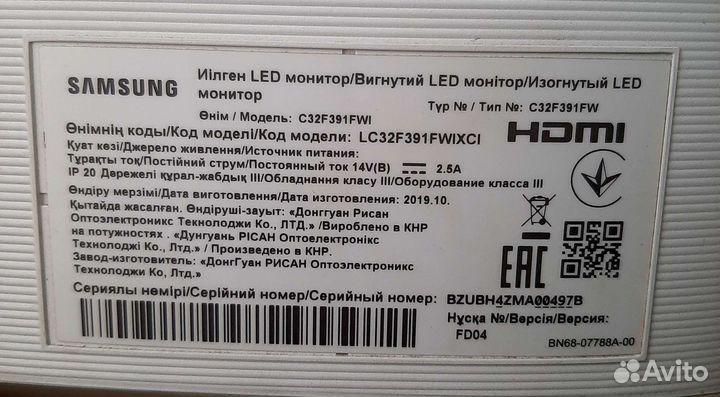 SAMSUNG
Иілген LED монитор/Вигнутий LED монітор/Изогнутый LED
монитор
Өнім / Модель: C32F391FWI
Түр № / Тип №: C32F391FW
Өнімнің коды/Код моделі/Код модели: LC32F391FWIXCI
HDMI
Қуат көзі/Джерело живлення/Источник питания:
Тұрақты ток/Постійний струм/Постоянный ток 14V(B) 2.5A
IP 20 Дәрежелі құрал-жабдық III/Обладнання класу III/Оборудование класса III
Өндіру мерзімі/Дата виготовлення/Дата изготовления: 2019.10.
Қытайда жасалған. Өндіруші-зауыт: «Донггуан Рисан
Оптоэлектроникс Текнолоджи Ко., ЛТД.» /Вироблено в КНР
на потужностях . «Дунгуань РІСАН Оптоелектронікс
Технолоджі Ко., ЛТД.» / Произведено в КНР.
Завод-изготовитель: «ДонгГуан РИСАН Оптоэлектроникс
Текнолоджи Ко, Лтд.»
EAC
Сериялы нөмірі/Серійний номер/Серийный номер: BZUBH4ZMA00497B
Нұсқа №/Версія/Версия:
FD04
BN68-07788A-00
Avito